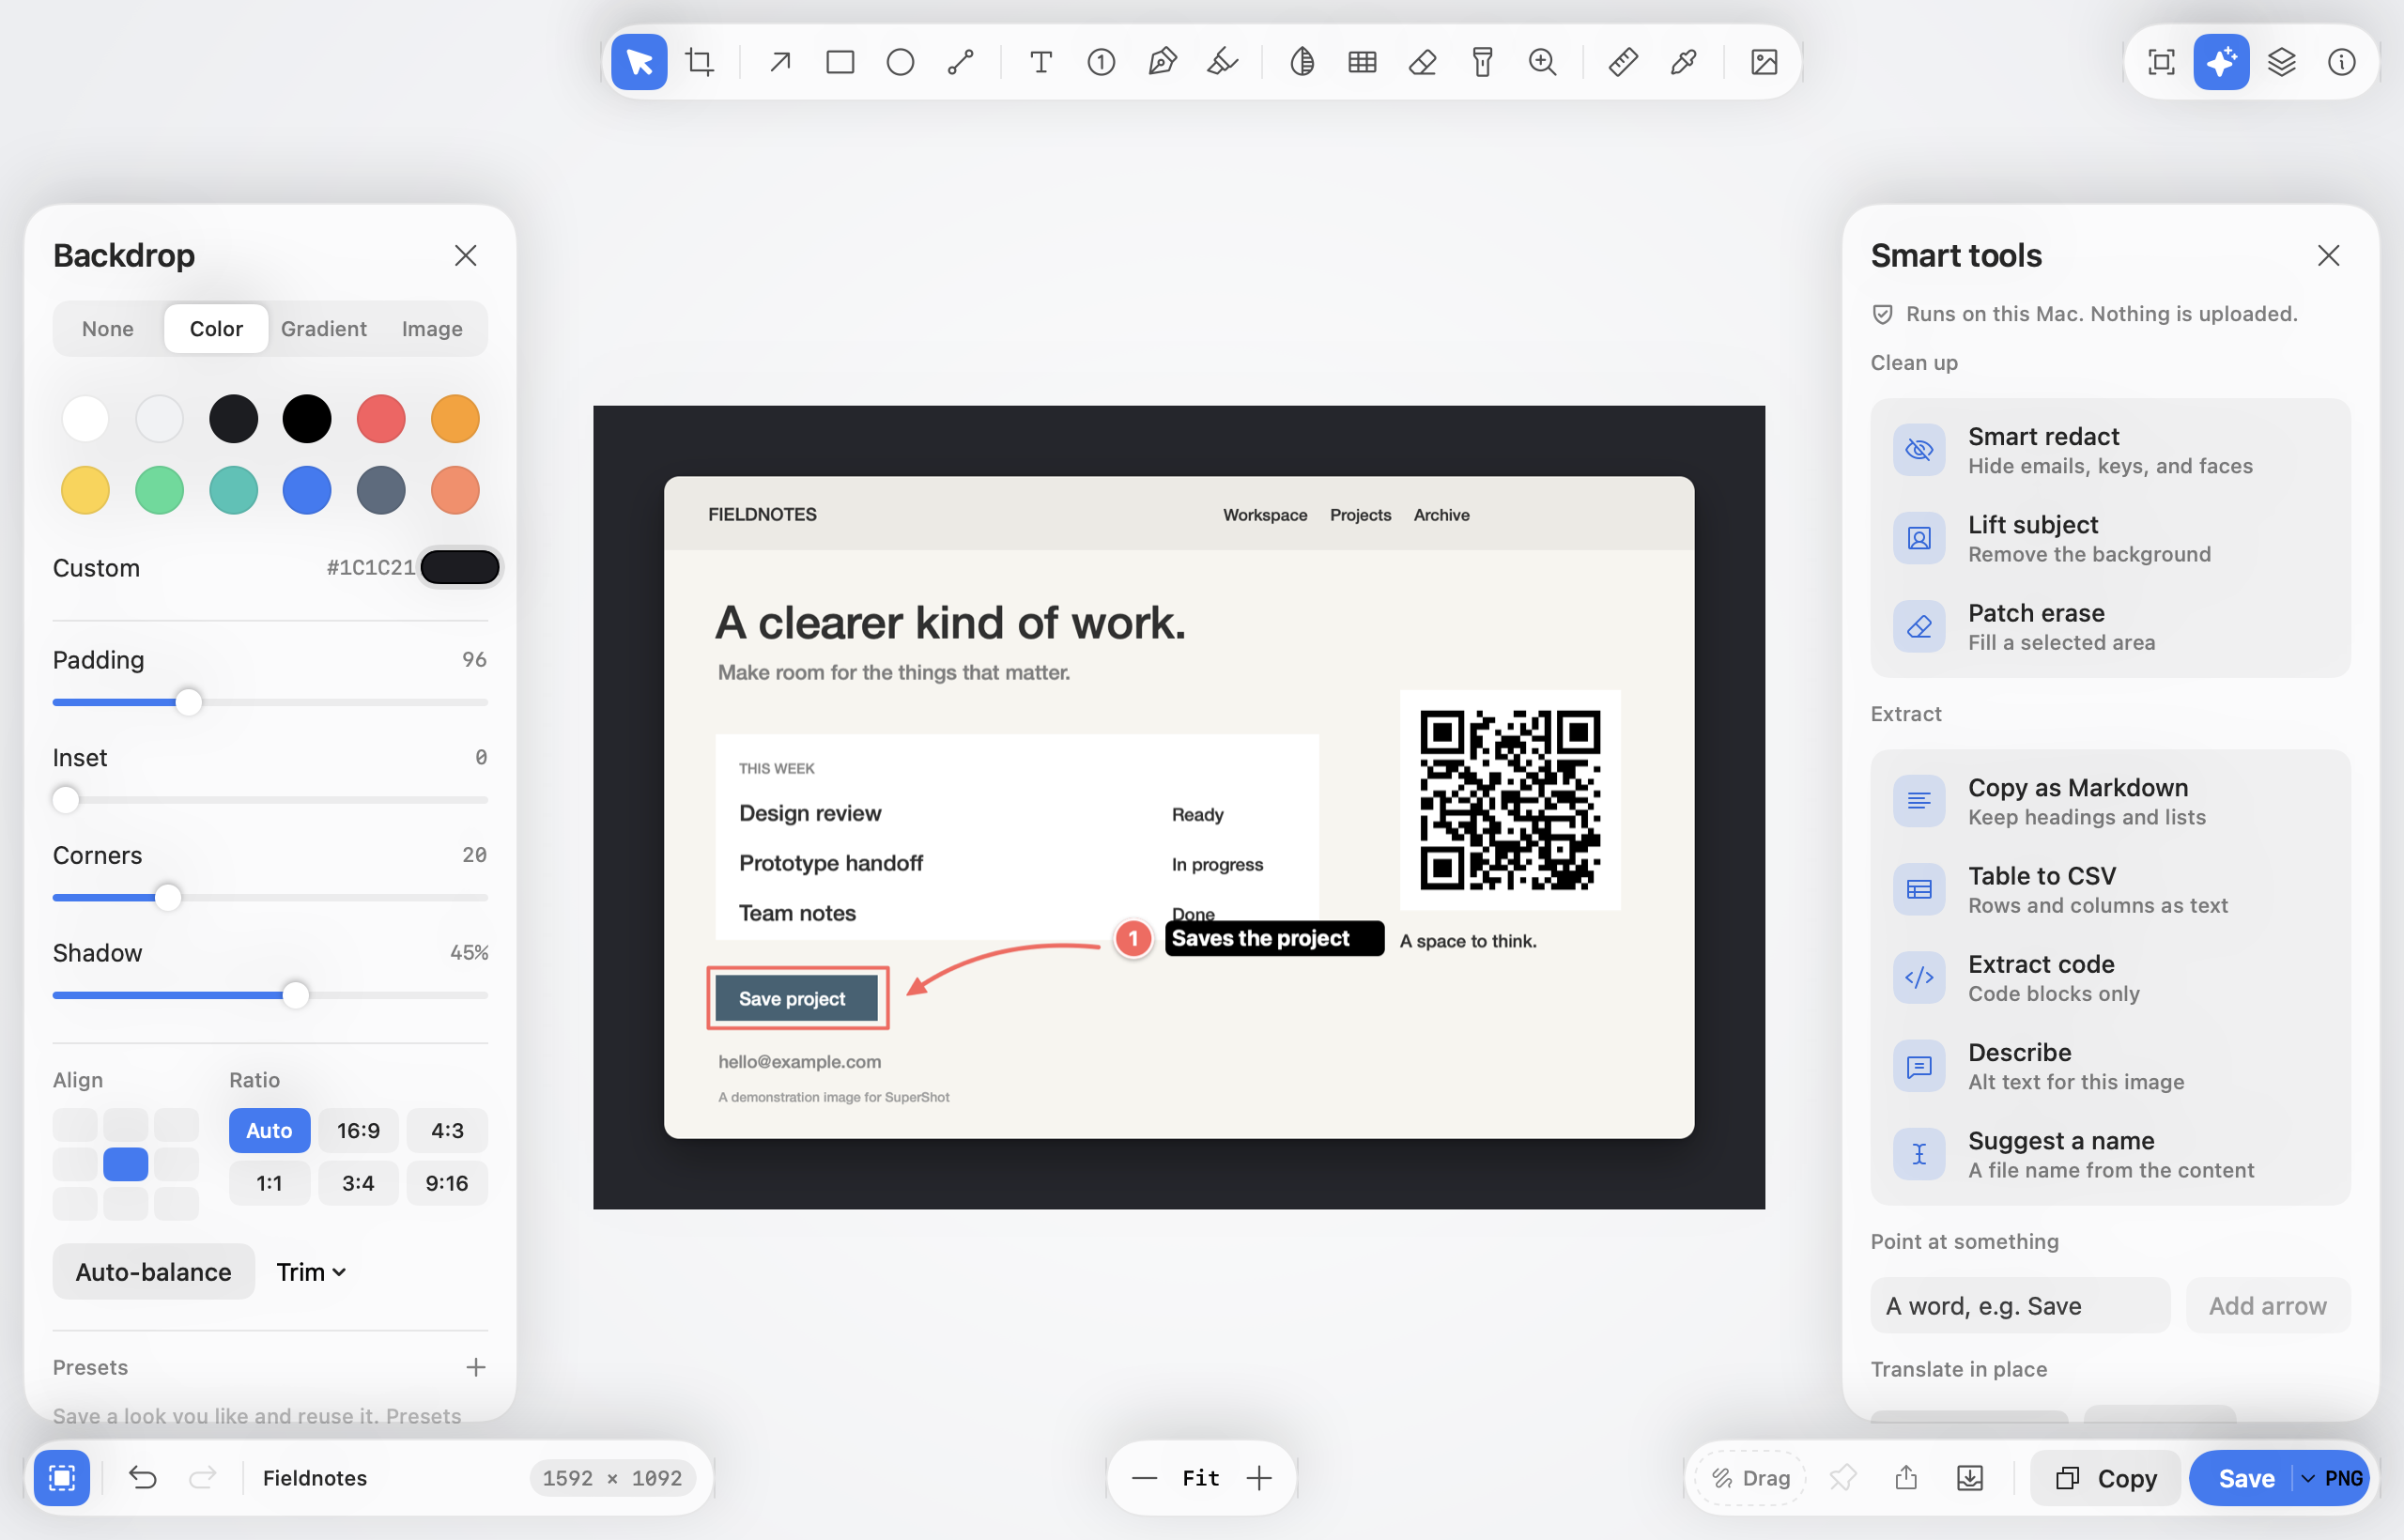 Backdrop
None Color Gradient Image
Custom #1C1C21
Padding 96
Inset 0
Corners 20
Shadow 45%
Align Ratio
Auto 16:9 4:3
1:1 3:4 9:16
Auto-balance Trim
Presets
Save a look you like and reuse it. Presets
1
FIELDNOTES Workspace Projects Archive
A clearer kind of work.
Make room for the things that matter.
THIS WEEK
Design review Ready
Prototype handoff In progress
Team notes Done
1 Saves the project
A space to think.
Save project
hello@example.com
A demonstration image for SuperShot
Smart tools
Runs on this Mac. Nothing is uploaded.
Clean up
Smart redact
Hide emails, keys, and faces
Lift subject
Remove the background
Patch erase
Fill a selected area
Extract
Copy as Markdown
Keep headings and lists
Table to CSV
Rows and columns as text
Extract code
Code blocks only
Describe
Alt text for this image
Suggest a name
A file name from the content
Point at something
A word, e.g. Save Add arrow
Translate in place
Fieldnotes 1592 × 1092
Fit
Drag Copy Save PNG